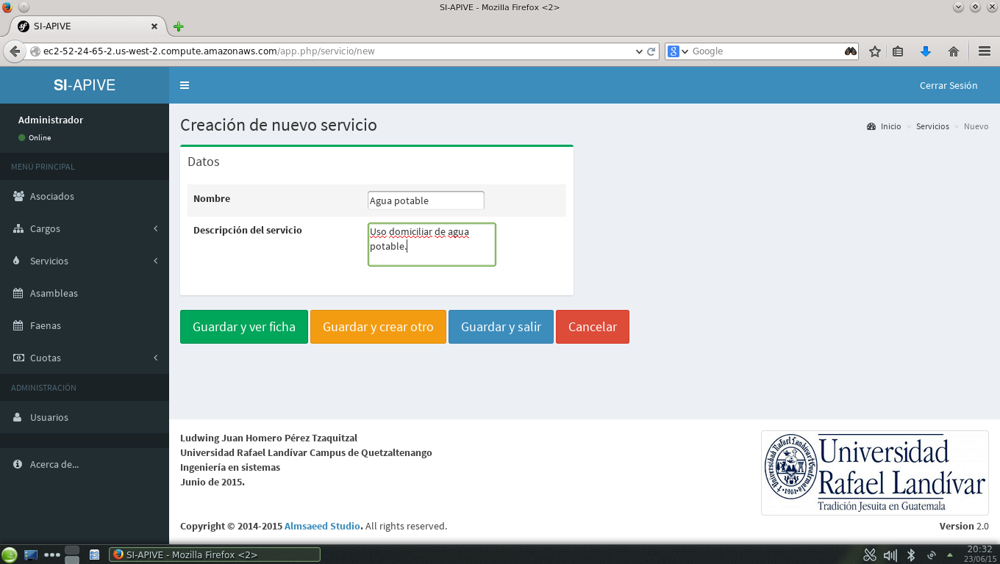 SI-APIVE - Mozilla Firefox <2>
SI-APIVE
ec2-52-24-65-2.us-west-2.compute.amazonaws.com/app.php/servicio/new
Google
SI-APIVE
Cerrar Sesión
Administrador
Online
MENÚ PRINCIPAL
Asociados
Cargos
Servicios
Asambleas
Faenas
Cuotas
ADMINISTRACIÓN
Usuarios
Acerca de...
Creación de nuevo servicio
Inicio > Servicios > Nuevo
Datos
Nombre
Agua potable
Descripción del servicio
Uso domiciliar de agua
potable.
Guardar y ver ficha
Guardar y crear otro
Guardar y salir
Cancelar
Ludwing Juan Homero Pérez Tzaquitzal
Universidad Rafael Landívar Campus de Quetzaltenango
Ingeniería en sistemas
Junio de 2015.
Universidad
Rafael Landívar
Tradición Jesuita en Guatemala
Copyright © 2014-2015 Almsaeed Studio. All rights reserved.
Version 2.0
SI-APIVE - Mozilla Firefox <2>
20:32
23/06/15